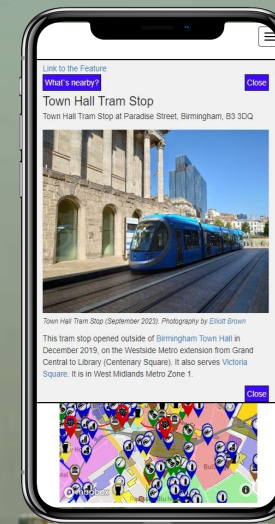 Link to the Feature
What's nearby?
Close
Town Hall Tram Stop
Town Hall Tram Stop at Paradise Street, Birmingham, B3 3DQ
Town Hall Tram Stop (September 2023). Photography by Elliott Brown
This tram stop opened outside of Birmingham Town Hall in
December 2019, on the Westside Metro extension from Grand
Central to Library (Centenary Square). It also serves Victoria
Square. It is in West Midlands Metro Zone 1.
Close
mapbox